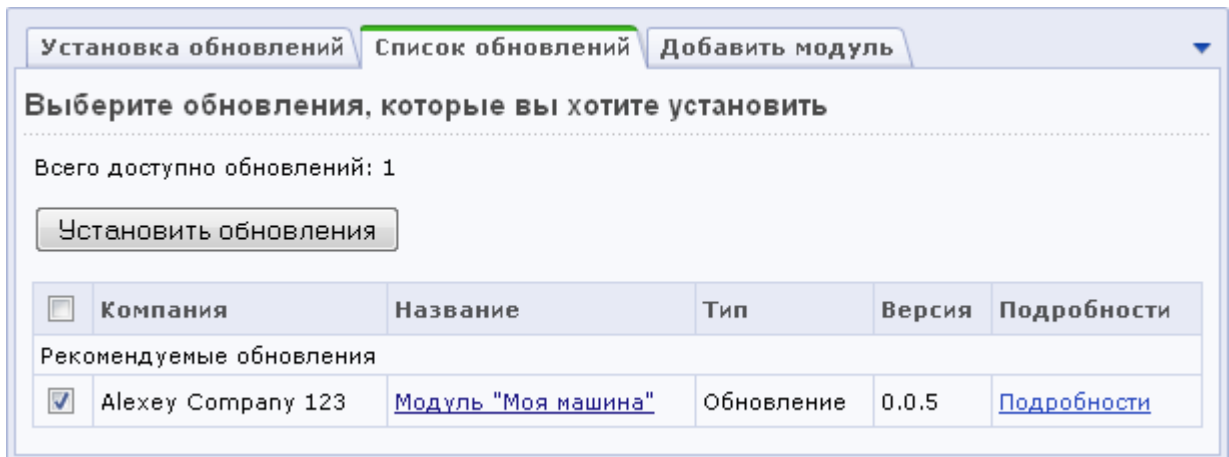 Установка обновлений Список обновлений Добавить модуль
Выберите обновления, которые вы хотите установить
Всего доступно обновлений: 1
Установить обновления
Компания Название Тип Версия Подробности
Рекомендуемые обновления
Alexey Company 123 Модуль "Моя машина" Обновление 0.0.5 Подробности